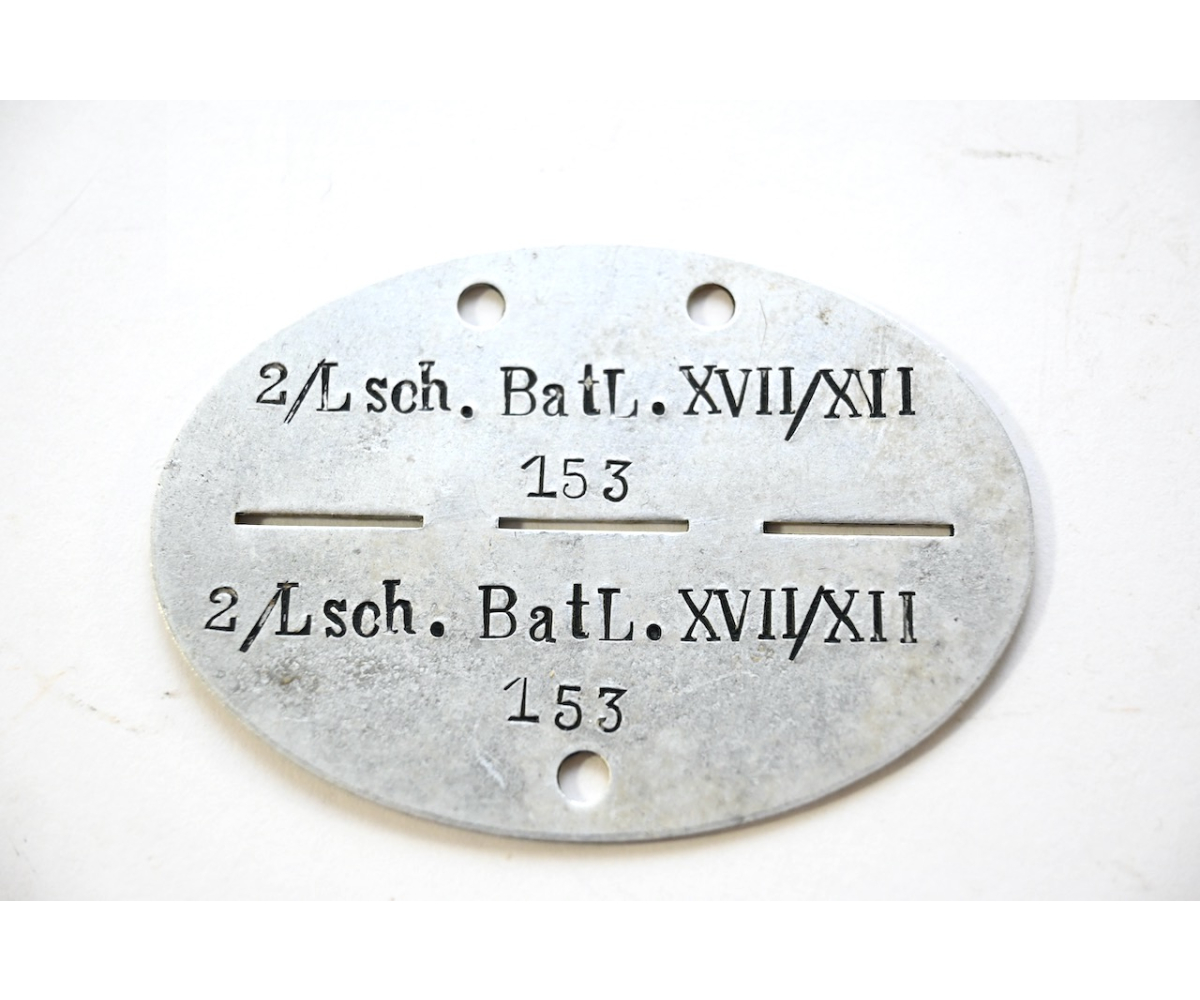 2/Lsch. BatL. XVII/XII
153
2/Lsch. BatL. XVII/XII
153